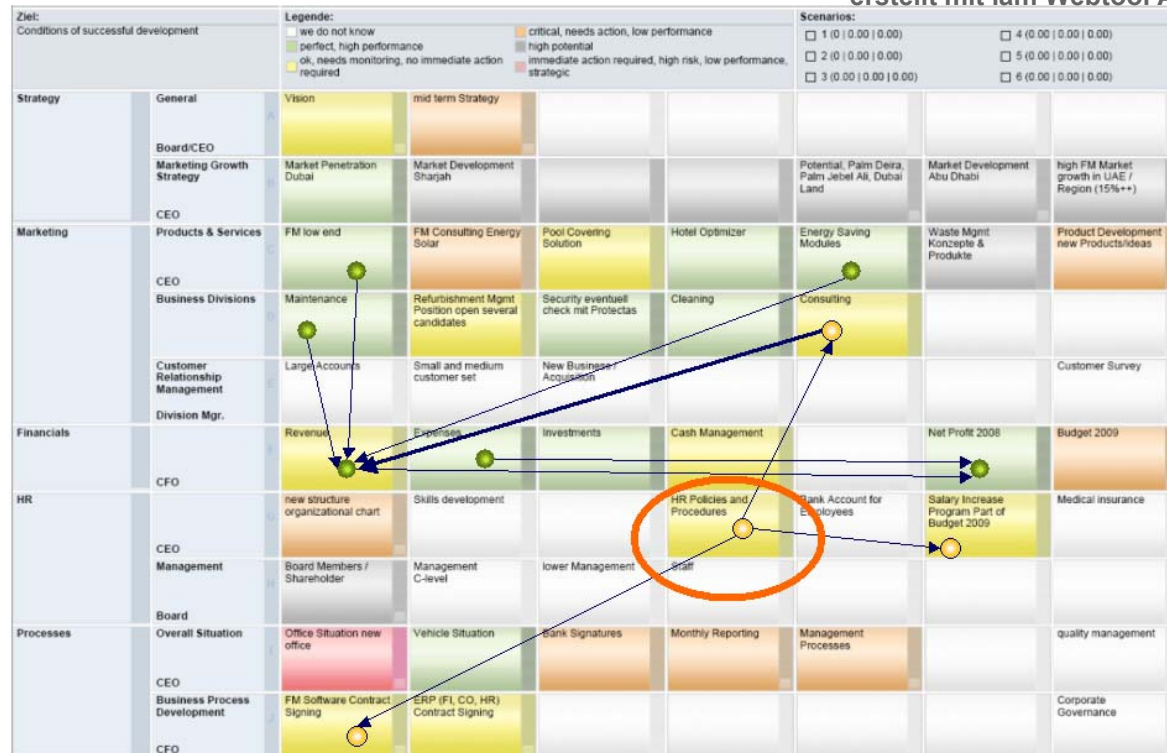 erstellt mit iam Webtool
Ziel:
Conditions of successful development
Legende:
we do not know
perfect, high performance
ok, needs monitoring, no immediate action
required
critical, needs action, low performance
high potential
immediate action required, high risk, low performance,
strategic
Scenarios:
1 (0 | 0.00 | 0.00)
2 (0 | 0.00 | 0.00)
3 (0.00 | 0.00 | 0.00)
4 (0.00 | 0.00 | 0.00)
5 (0.00 | 0.00 | 0.00)
6 (0.00 | 0.00 | 0.00)
Strategy
General
Board/CEO
A
Vision
mid term Strategy
Marketing Growth
Strategy
CEO
B
Market Penetration
Dubai
Market Development
Sharjah
Potential, Palm Deira,
Palm Jebel Ali, Dubai
Land
Market Development
Abu Dhabi
high FM Market
growth in UAE /
Region (15%++)
Marketing
Products & Services
CEO
C
FM low end
FM Consulting Energy
Solar
Pool Covering
Solution
Hotel Optimizer
Energy Saving
Modules
Waste Mgmt
Konzepte &
Produkte
Product Development
new Products/Ideas
Business Divisions
D
Maintenance
Refurbishment Mgmt
Position open several
candidates
Security eventuell
check mit Protectas
Cleaning
Consulting
Customer
Relationship
Management
Division Mgr.
E
Large Accounts
Small and medium
customer set
New Business /
Acquisition
Customer Survey
Financials
CFO
F
Revenue
Expenses
Investments
Cash Management
Net Profit 2008
Budget 2009
HR
CEO
G
new structure
organizational chart
Skills development
HR Policies and
Procedures
Bank Account for
Employees
Salary Increase
Program Part of
Budget 2009
Medical insurance
Management
Board
H
Board Members /
Shareholder
Management
C-level
lower Management
Staff
Processes
Overall Situation
CEO
I
Office Situation new
office
Vehicle Situation
Bank Signatures
Monthly Reporting
Management
Processes
quality management
Business Process
Development
CFO
J
FM Software Contract
Signing
ERP (FI, CO, HR)
Contract Signing
Corporate
Governance